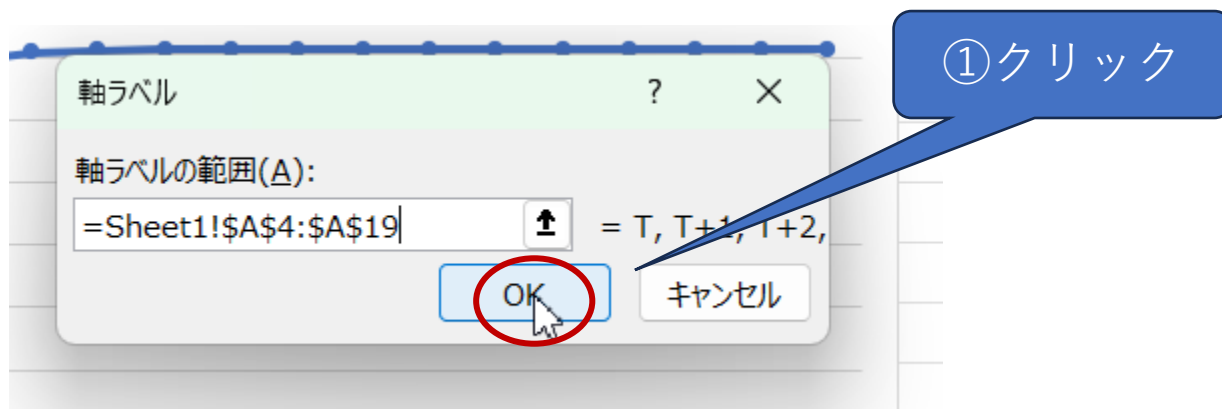 ①クリック
軸ラベル ? ×
軸ラベルの範囲(A):
=Sheet1!$A$4:$A$19 = T, T+1, T+2,
OK キャンセル